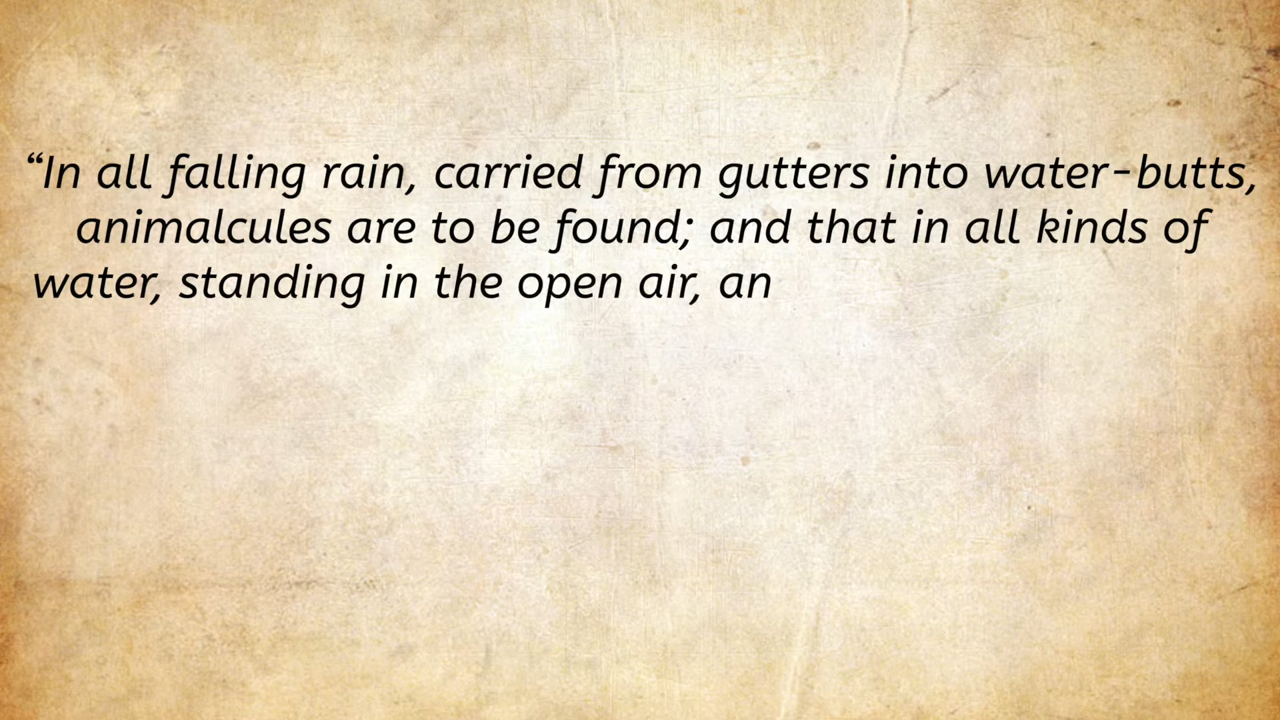 “In all falling rain, carried from gutters into water-butts,
animalcules are to be found; and that in all kinds of
water, standing in the open air, an